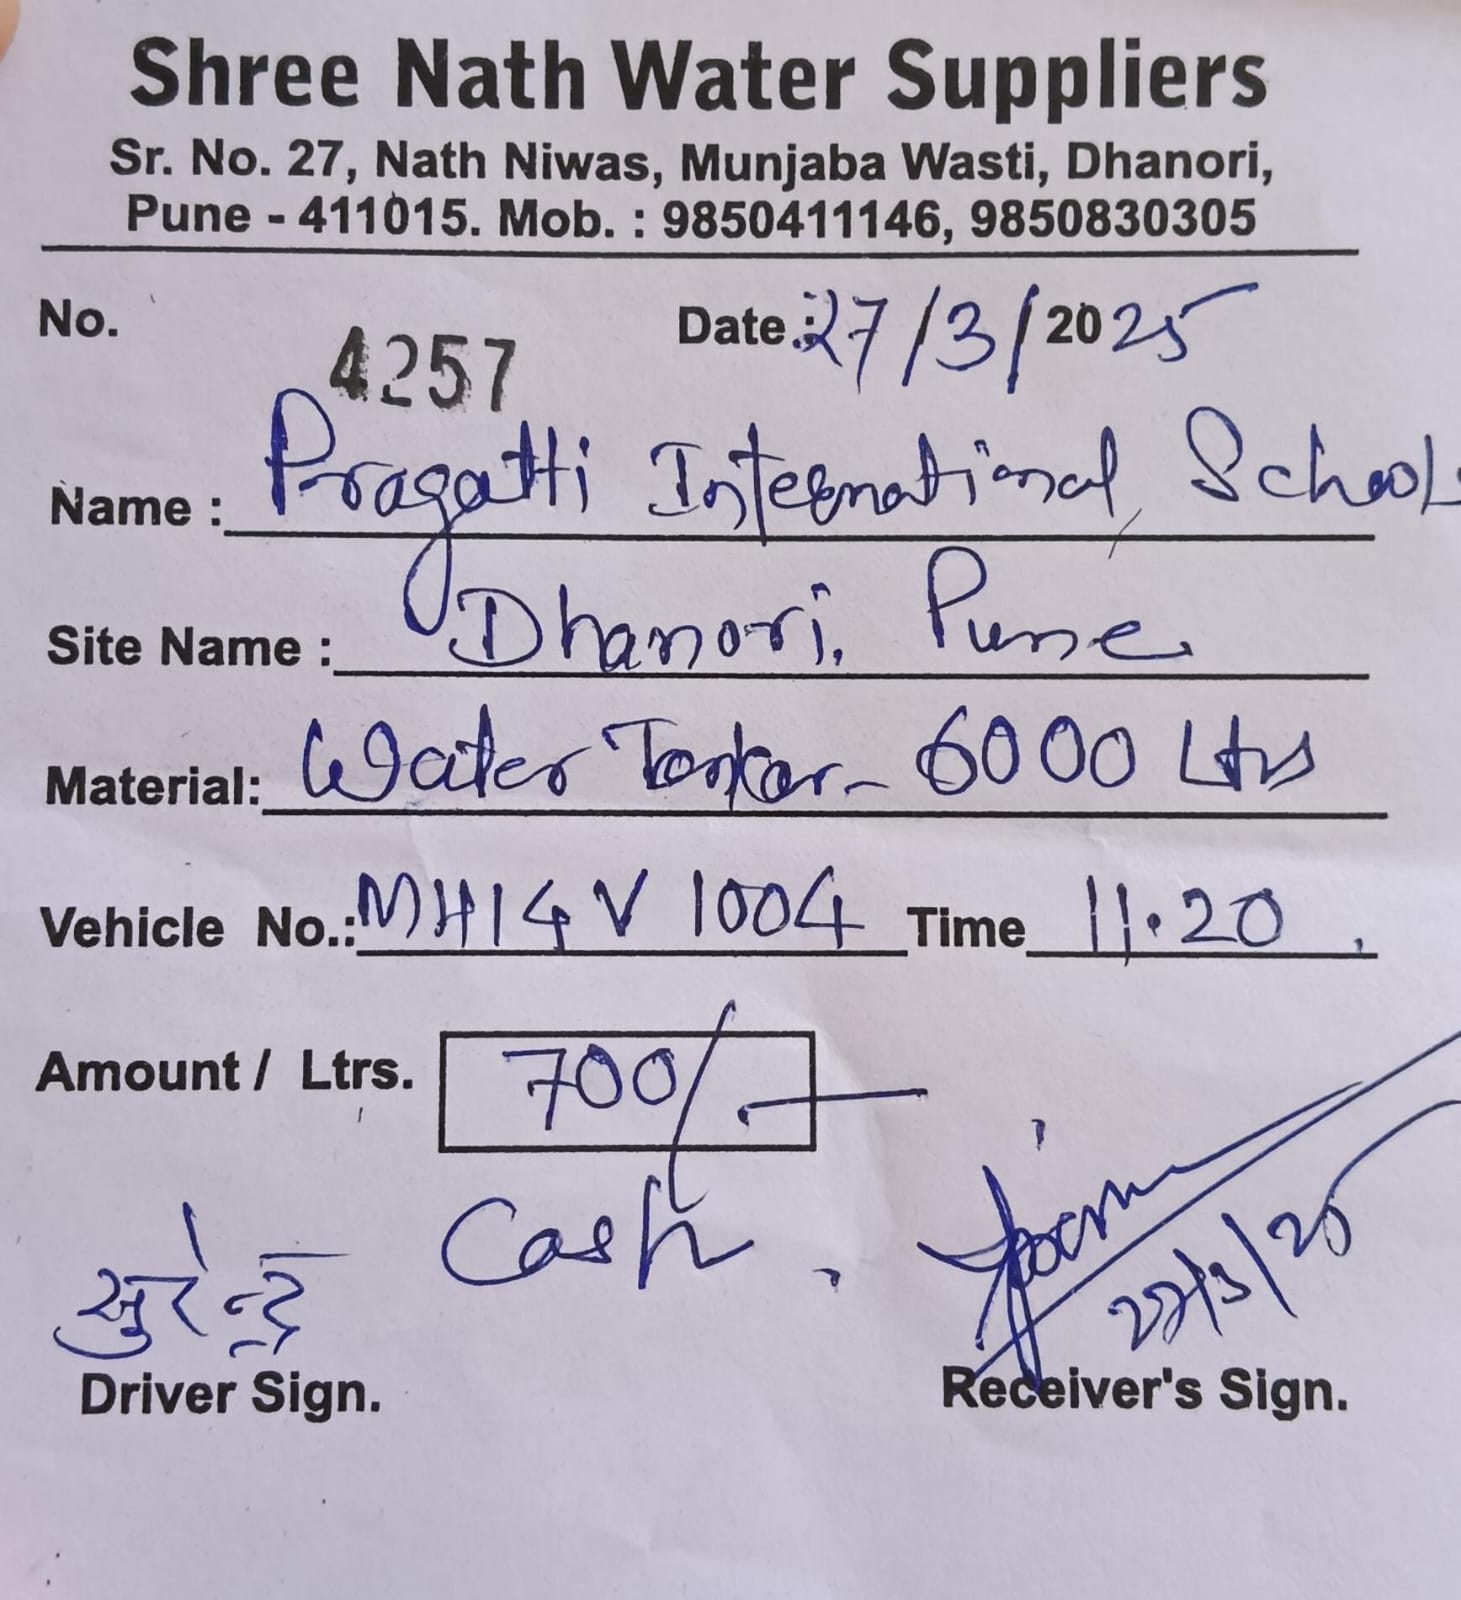 Shree Nath Water Suppliers
Sr. No. 27, Nath Niwas, Munjaba Wasti, Dhanori,
Pune - 411015. Mob. : 9850411146, 9850830305
No. 4257 Date : 27/3/2025
Name : Pragatti International School
Site Name : Dhanori, Pune
Material: Water Tanker - 6000 Ltrs
Vehicle No.: MH14 V 1004 Time 11.20
Amount / Ltrs. 700/-
Cash
सुरेन्द्र 27/3/25
Driver Sign. Receiver's Sign.